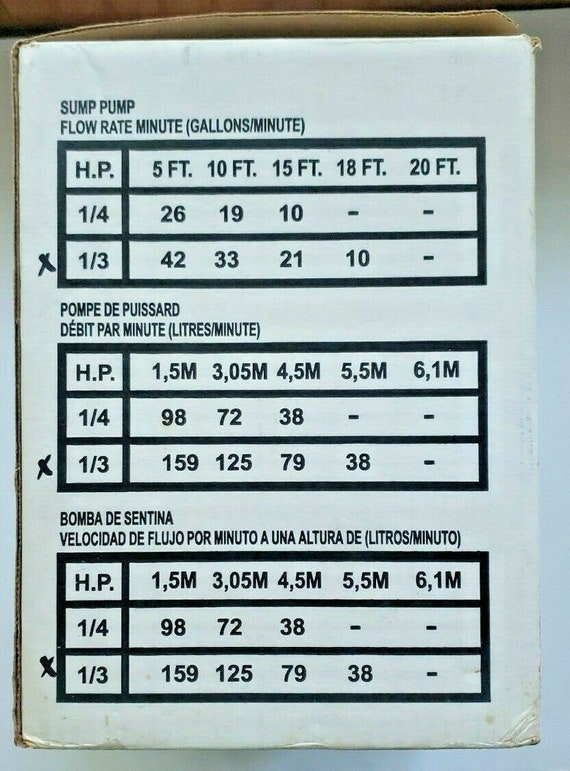 SUMP PUMP
FLOW RATE MINUTE (GALLONS/MINUTE)
H.P. 5 FT. 10 FT. 15 FT. 18 FT. 20 FT.
1/4 26 19 10 - -
x 1/3 42 33 21 10 -
POMPE DE PUISSARD
DÉBIT PAR MINUTE (LITRES/MINUTE)
H.P. 1,5M 3,05M 4,5M 5,5M 6,1M
1/4 98 72 38 - -
x 1/3 159 125 79 38 -
BOMBA DE SENTINA
VELOCIDAD DE FLUJO POR MINUTO A UNA ALTURA DE (LITROS/MINUTO)
H.P. 1,5M 3,05M 4,5M 5,5M 6,1M
1/4 98 72 38 - -
x 1/3 159 125 79 38 -